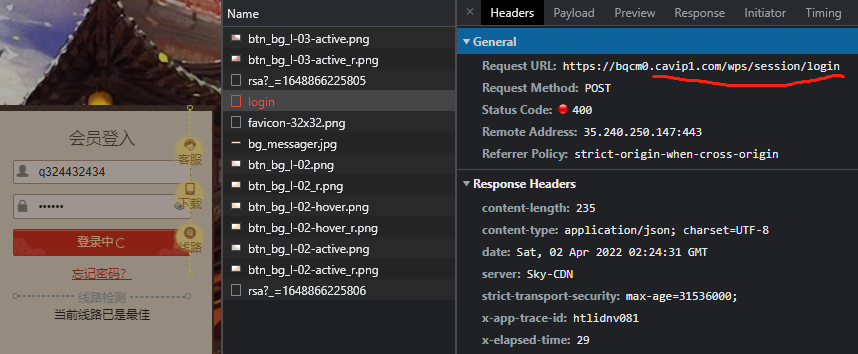 会员登入
q324432434
••••••
登录中
忘记密码?
线路检测
当前线路已是最佳
客服
下载
线路
Name
btn_bg_l-03-active.png
btn_bg_l-03-active_r.png
rsa?_=1648866225805
login
favicon-32x32.png
bg_messager.jpg
btn_bg_l-02.png
btn_bg_l-02_r.png
btn_bg_l-02-hover.png
btn_bg_l-02-hover_r.png
btn_bg_l-02-active.png
btn_bg_l-02-active_r.png
rsa?_=1648866225806
× Headers Payload Preview Response Initiator Timing
General
Request URL: https://bqcm0.cavip1.com/wps/session/login
Request Method: POST
Status Code: 400
Remote Address: 35.240.250.147:443
Referrer Policy: strict-origin-when-cross-origin
Response Headers
content-length: 235
content-type: application/json; charset=UTF-8
date: Sat, 02 Apr 2022 02:24:31 GMT
server: Sky-CDN
strict-transport-security: max-age=31536000;
x-app-trace-id: htlidnv081
x-elapsed-time: 29